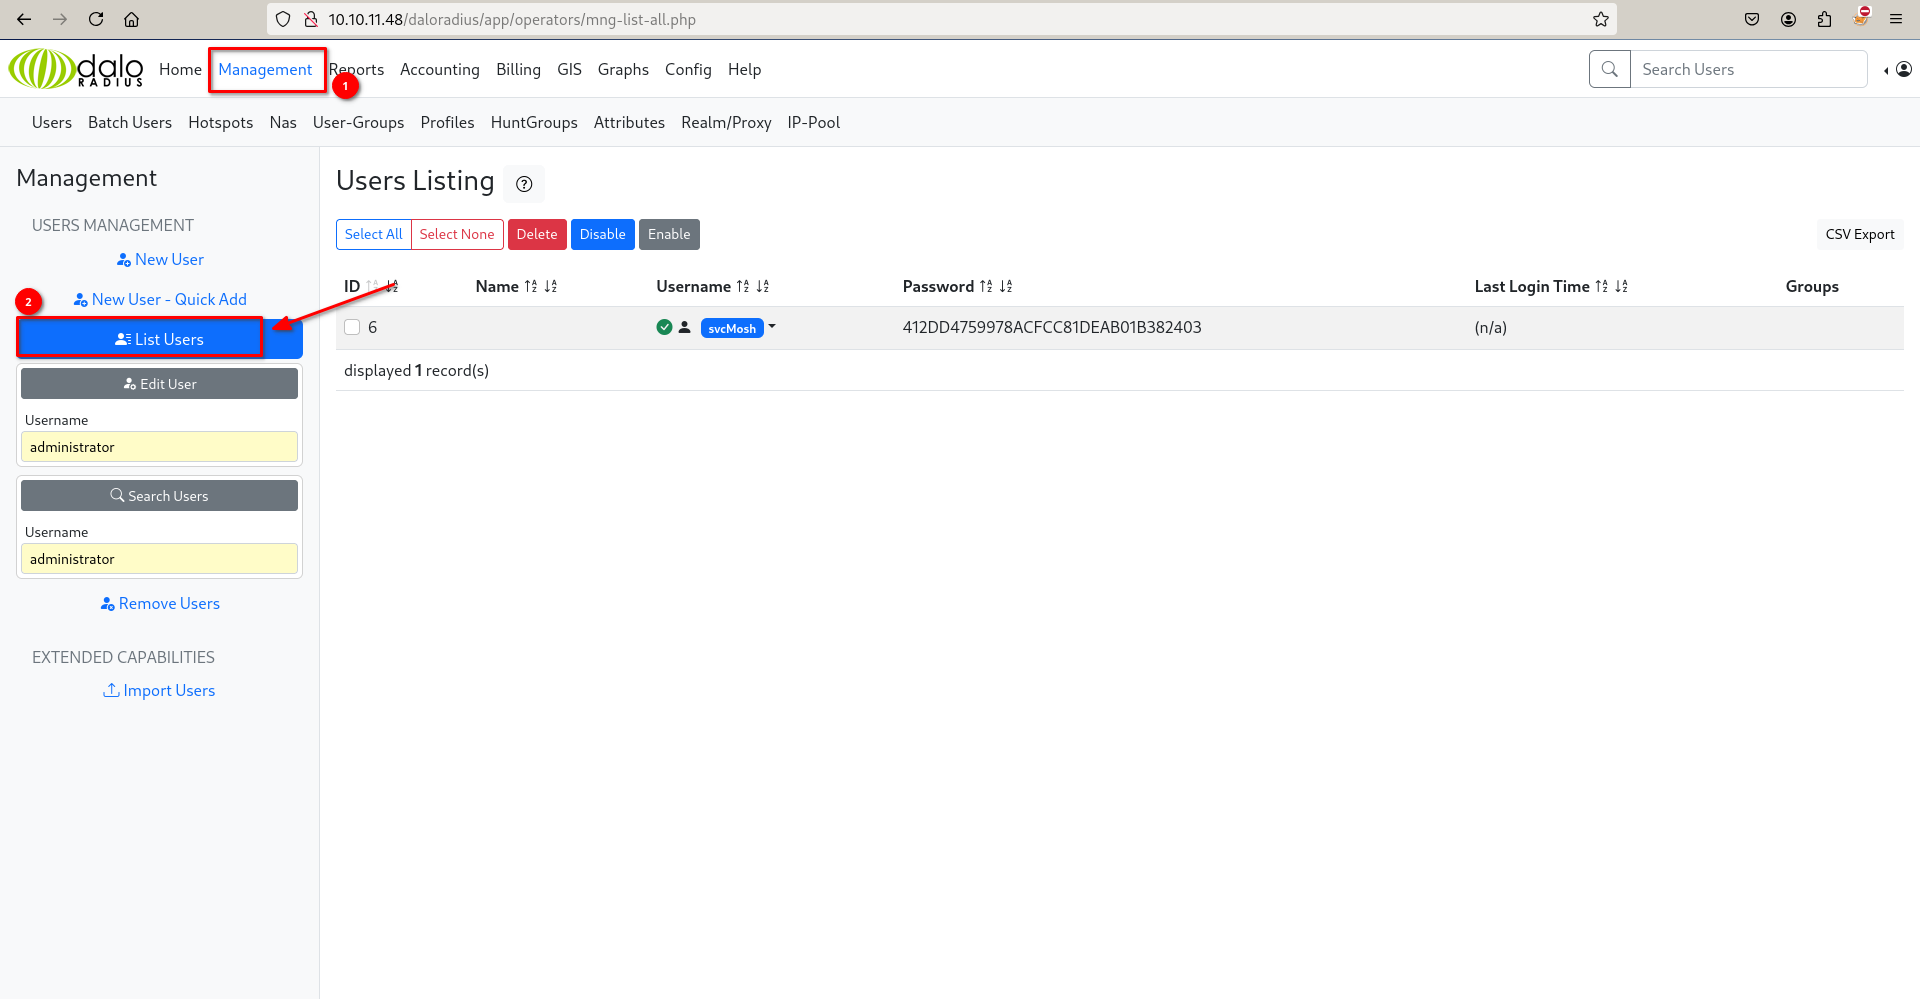 10.10.11.48/daloradius/app/operators/mng-list-all.php
dalo RADIUS Home Management Reports Accounting Billing GIS Graphs Config Help Search Users
1
Users Batch Users Hotspots Nas User-Groups Profiles HuntGroups Attributes Realm/Proxy IP-Pool
Management
USERS MANAGEMENT
New User
New User - Quick Add
2
List Users
Edit User
Username
administrator
Search Users
Username
administrator
Remove Users
EXTENDED CAPABILITIES
Import Users
Users Listing
Select All Select None Delete Disable Enable CSV Export
ID Name Username Password Last Login Time Groups
6 svcMosh 412DD4759978ACFCC81DEAB01B382403 (n/a)
displayed 1 record(s)